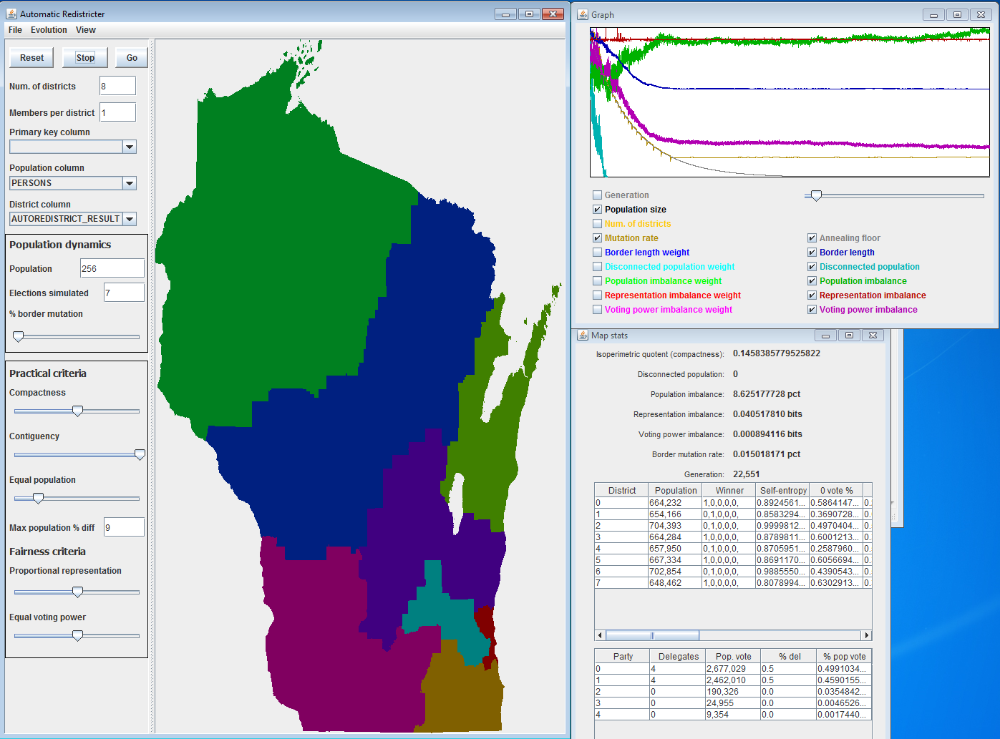 Automatic Redistricter
File Evolution View
Reset Stop Go
Num. of districts 8
Members per district 1
Primary key column
Population column
PERSONS
District column
AUTOREDISTRICT_RESULT
Population dynamics
Population 256
Elections simulated 7
% border mutation
Practical criteria
Compactness
Contiguency
Equal population
Max population % diff 9
Fairness criteria
Proportional representation
Equal voting power
Graph
Generation
Population size
Num. of districts
Mutation rate
Border length weight
Disconnected population weight
Population imbalance weight
Representation imbalance weight
Voting power imbalance weight
Annealing floor
Border length
Disconnected population
Population imbalance
Representation imbalance
Voting power imbalance
Map stats
Isoperimetric quotent (compactness): 0.1458385779525822
Disconnected population: 0
Population imbalance: 8.625177728 pct
Representation imbalance: 0.040517810 bits
Voting power imbalance: 0.000894116 bits
Border mutation rate: 0.015018171 pct
Generation: 22,551
District Population Winner Self-entropy 0 vote %
0 664,232 1,0,0,0,0, 0.8924561... 0.5864147... 0.
1 654,166 0,1,0,0,0, 0.8583294... 0.3690728... 0.
2 704,393 0,1,0,0,0, 0.9999812... 0.4970404... 0.
3 664,284 1,0,0,0,0, 0.8789811... 0.6001213... 0.
4 657,950 0,1,0,0,0, 0.8705951... 0.2587960... 0.
5 667,334 1,0,0,0,0, 0.8691170... 0.6056694... 0.
6 702,854 0,1,0,0,0, 0.9885550... 0.4390543... 0.
7 648,462 1,0,0,0,0, 0.8078994... 0.6302913... 0.
Party Delegates Pop. vote % del % pop vote
0 4 2,677,029 0.5 0.4991034...
1 4 2,462,010 0.5 0.4590155...
2 0 190,326 0.0 0.0354842...
3 0 24,955 0.0 0.0046526...
4 0 9,354 0.0 0.0017440...